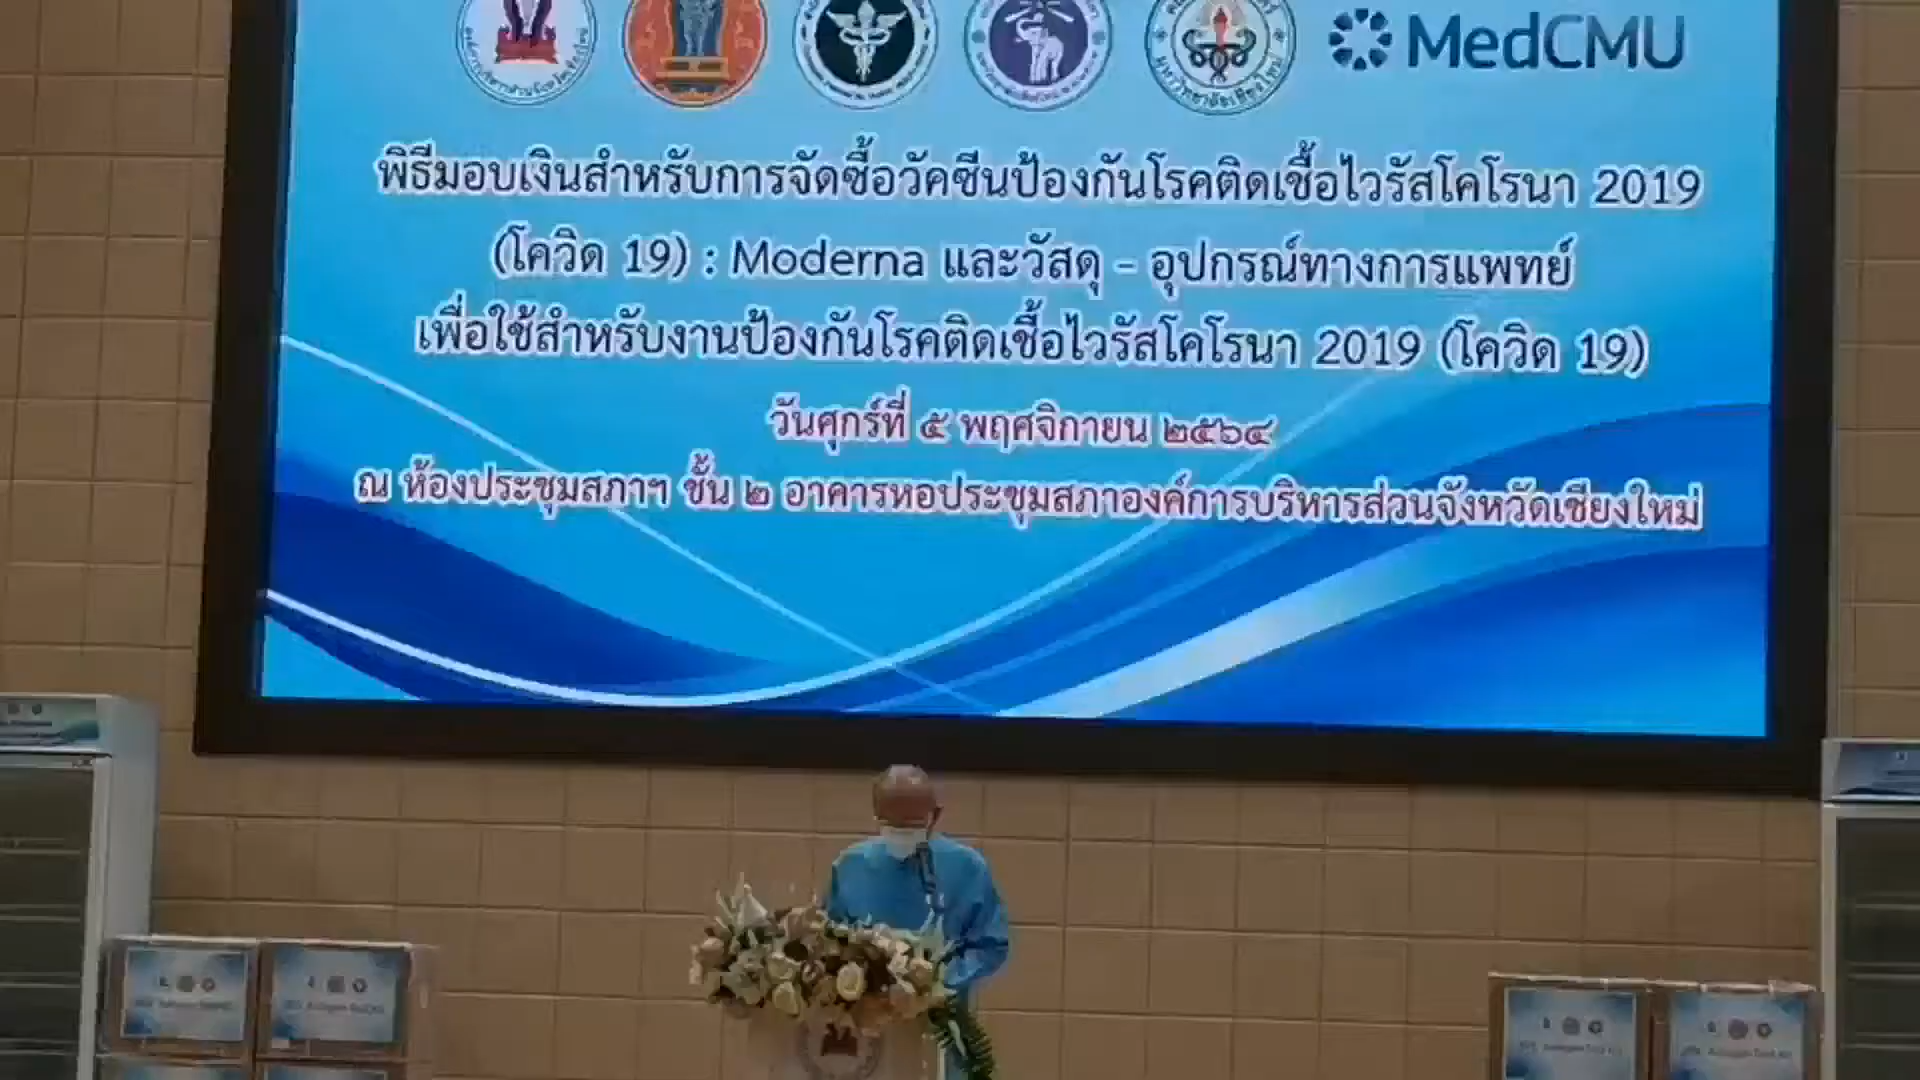 MedCMU
พิธีมอบเงินสำหรับการจัดซื้อวัคซีนป้องกันโรคติดเชื้อไวรัสโคโรนา 2019
(โควิด 19) : Moderna และวัสดุ - อุปกรณ์ทางการแพทย์
เพื่อใช้สำหรับงานป้องกันโรคติดเชื้อไวรัสโคโรนา 2019 (โควิด 19)
วันศุกร์ที่ ๕ พฤศจิกายน ๒๕๖๔
ณ ห้องประชุมสภาฯ ชั้น ๒ อาคารหอประชุมสภาองค์การบริหารส่วนจังหวัดเชียงใหม่